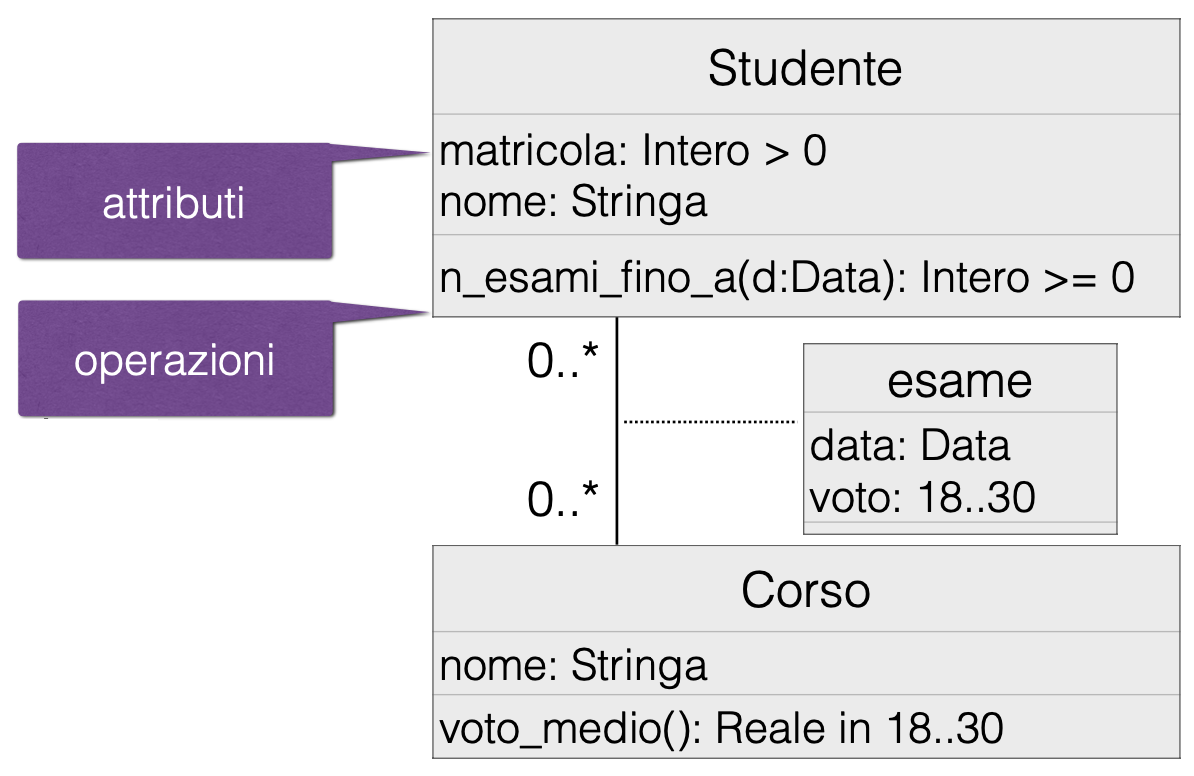 Studente
attributi
matricola: Intero > 0
nome: Stringa
n_esami_fino_a(d:Data): Intero >= 0
operazioni
0..*
esame
data: Data
voto: 18..30
0..*
Corso
nome: Stringa
voto_medio(): Reale in 18..30